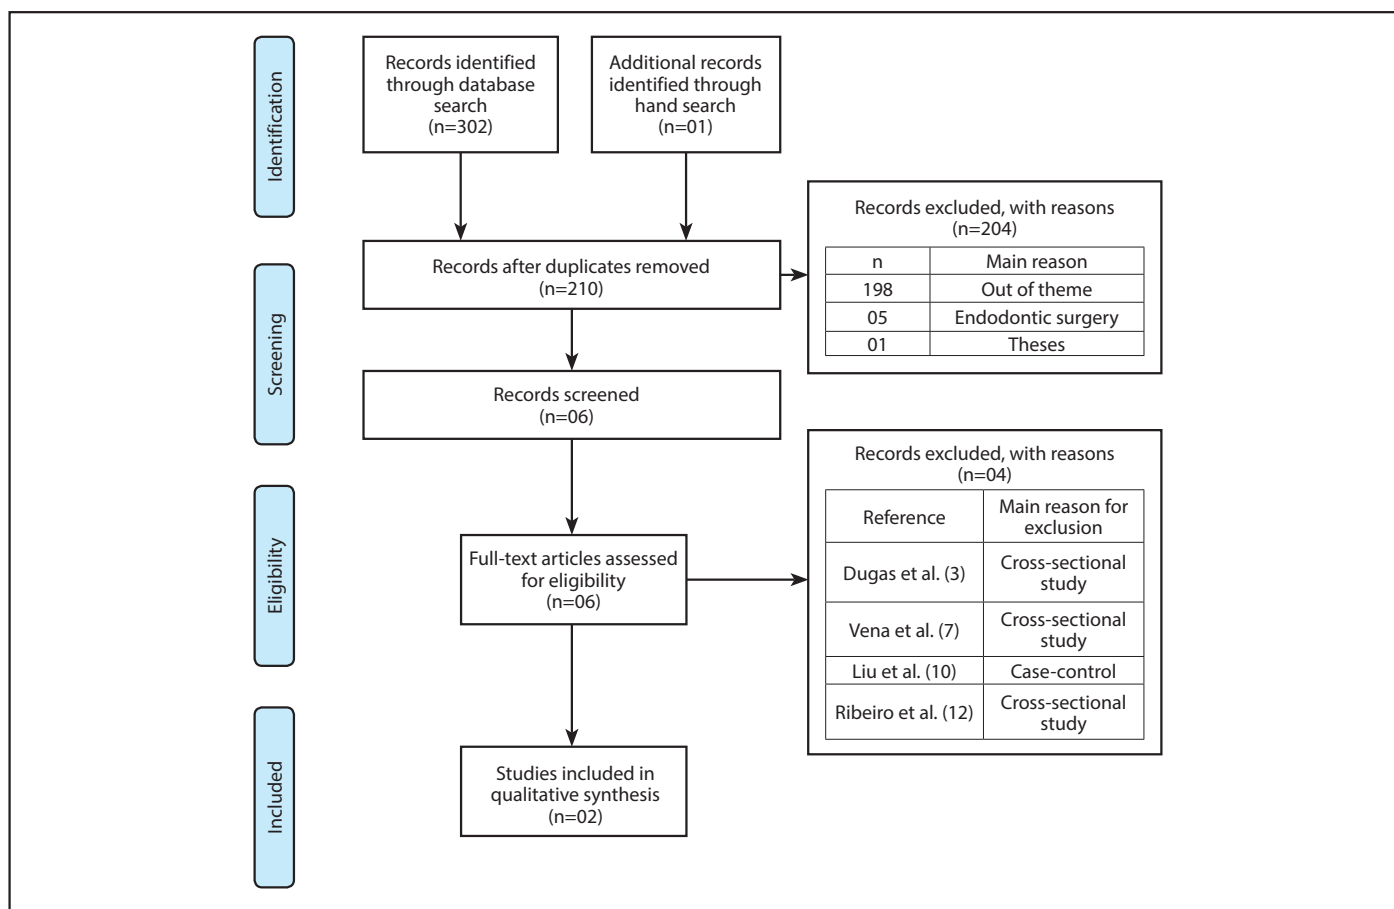 Identification
Records identified
through database
search
(n=302)
Additional records
identified through
hand search
(n=01)
Records after duplicates removed
(n=210)
Records excluded, with reasons
(n=204)
n Main reason
198 Out of theme
05 Endodontic surgery
01 Theses
Screening
Records screened
(n=06)
Eligibility
Full-text articles assessed
for eligibility
(n=06)
Records excluded, with reasons
(n=04)
Reference
Main reason for
exclusion
Dugas et al. (3)
Cross-sectional
study
Vena et al. (7)
Cross-sectional
study
Liu et al. (10) Case-control
Ribeiro et al. (12)
Cross-sectional
study
Included
Studies included in
qualitative synthesis
(n=02)